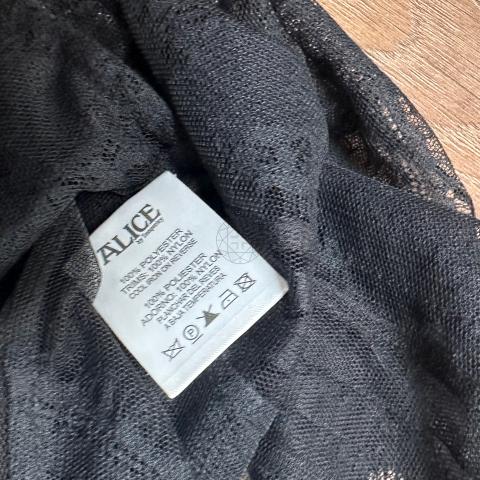 ALICE
100% POLYESTER
TRIMS: 100% NYLON
COOL IRON ON REVERSE
100% POLIESTER
ADORNO: 100% NYLON
PLANCHAR DEL REVES
A BAJA TEMPERATURA
P